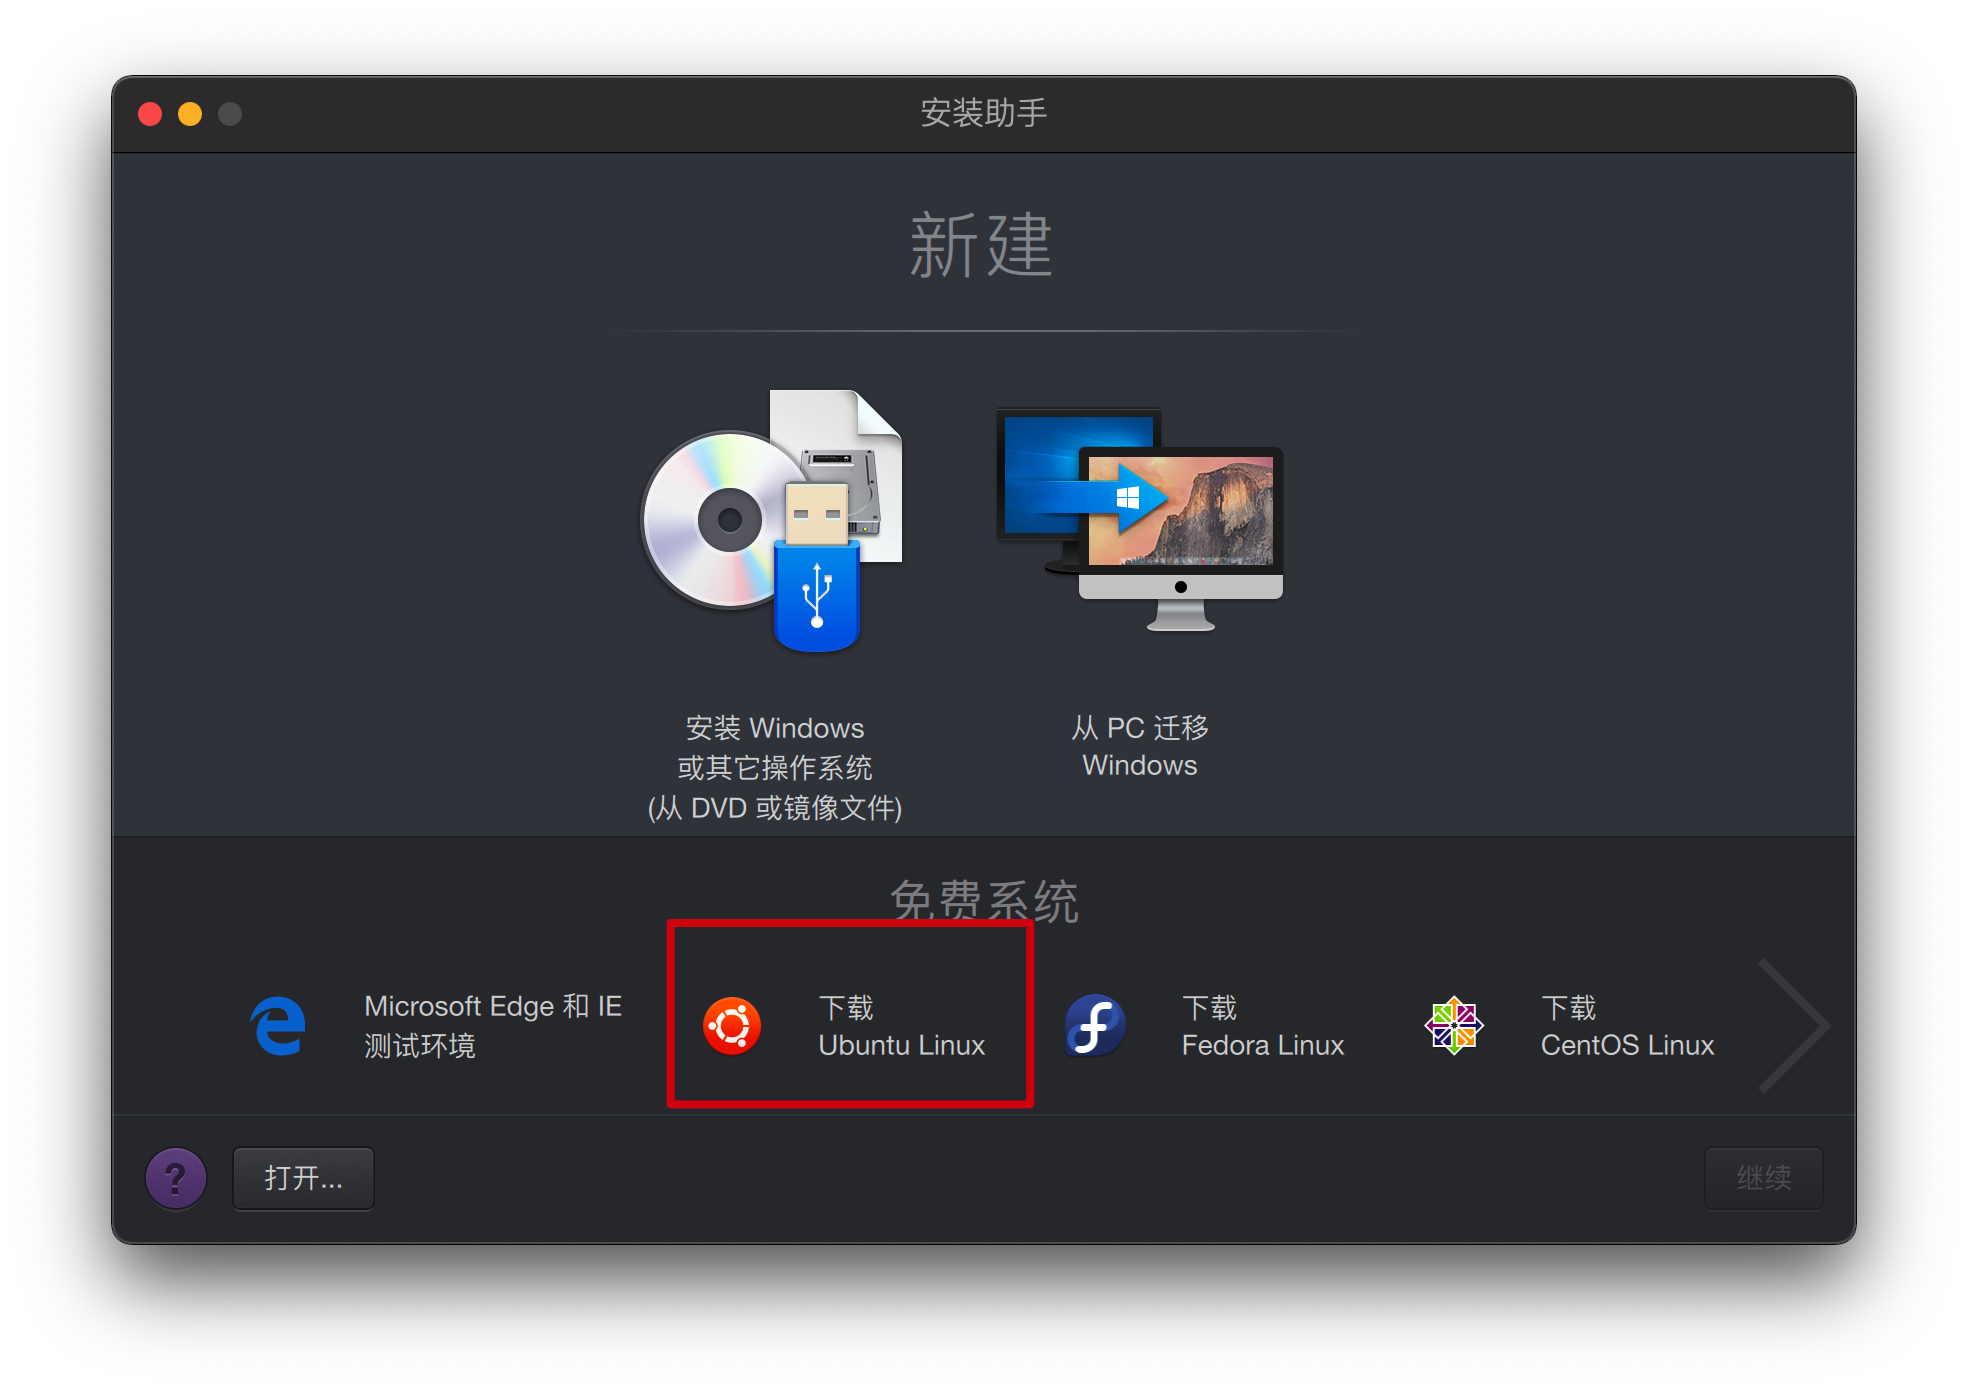 安装助手
新建
安装 Windows
或其它操作系统
(从 DVD 或镜像文件)
从 PC 迁移
Windows
免费系统
Microsoft Edge 和 IE
测试环境
下载
Ubuntu Linux
下载
Fedora Linux
下载
CentOS Linux
?
打开...
继续